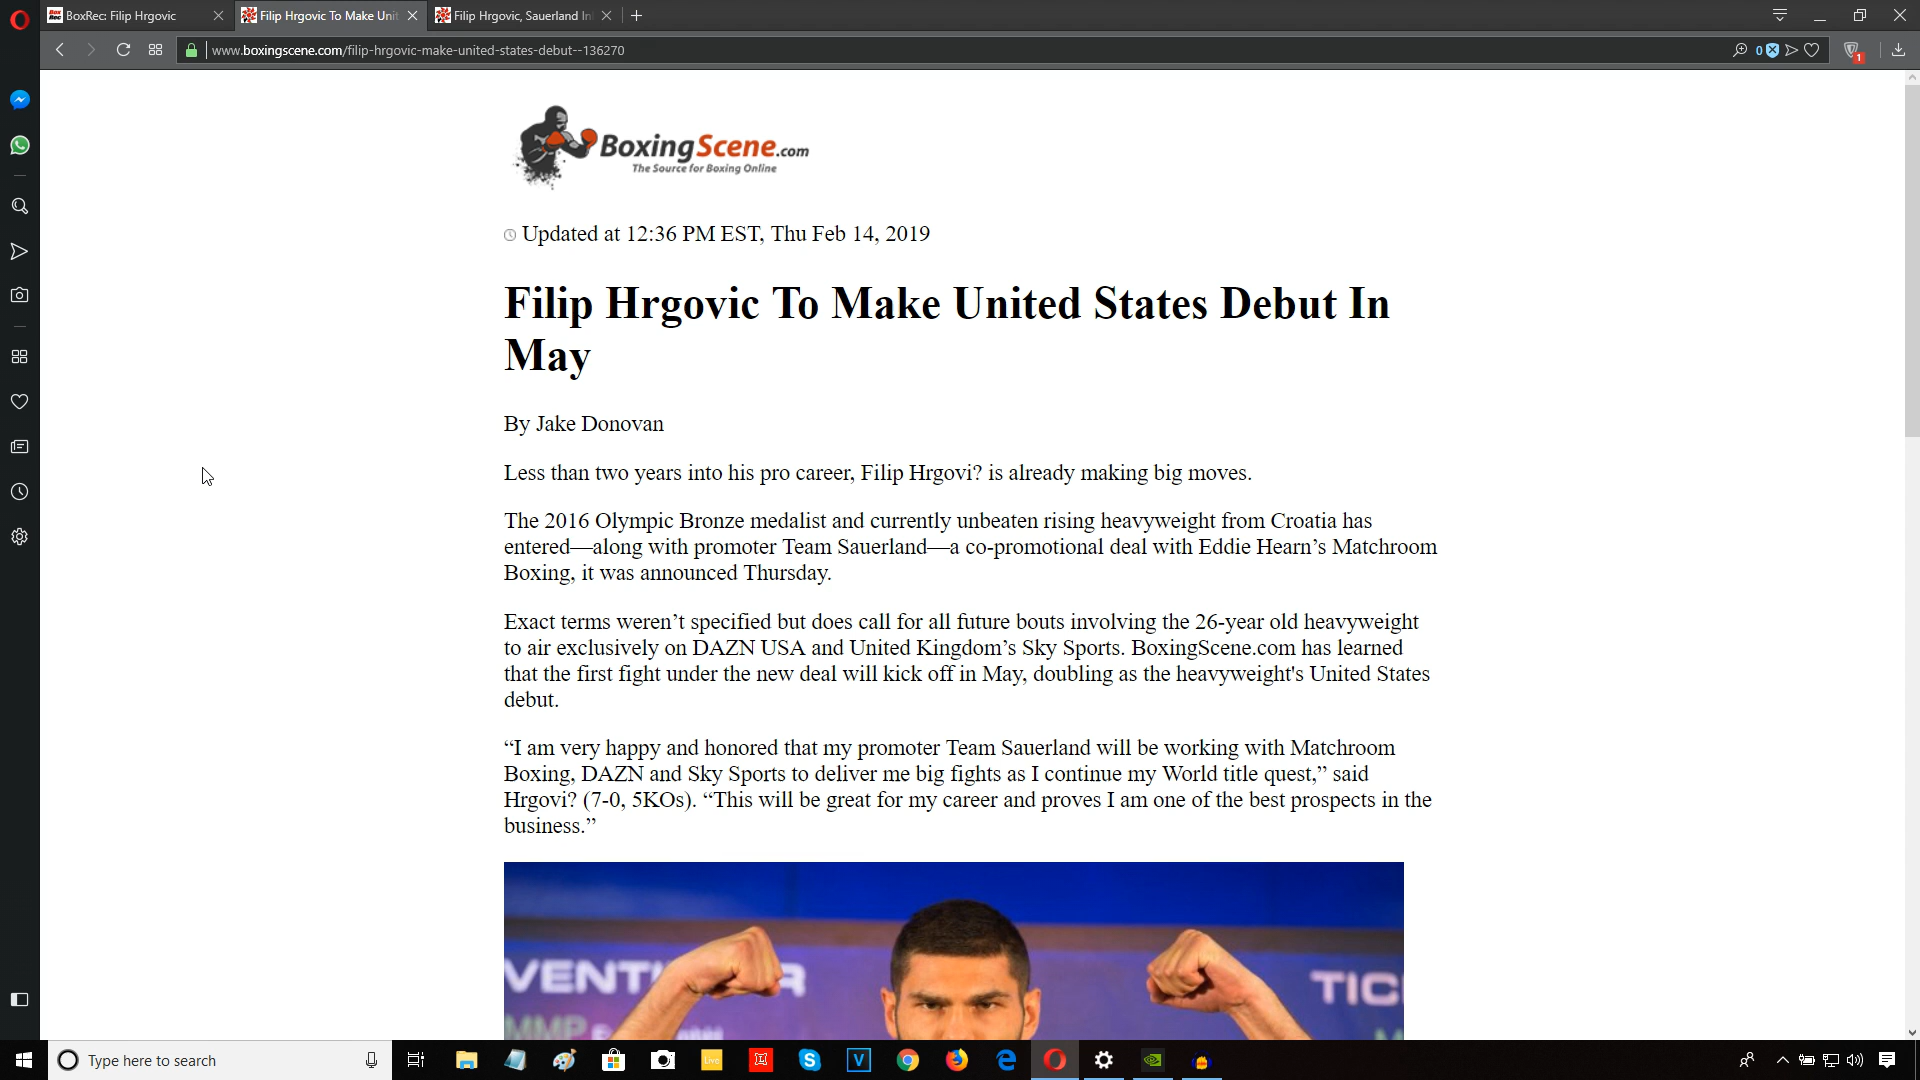 BoxRec: Filip Hrgovic
Filip Hrgovic To Make Unit
Filip Hrgovic, Sauerland In
www.boxingscene.com/filip-hrgovic-make-united-states-debut--136270
0
1
BoxingScene.com
The Source for Boxing Online
Updated at 12:36 PM EST, Thu Feb 14, 2019
Filip Hrgovic To Make United States Debut In
May
By Jake Donovan
Less than two years into his pro career, Filip Hrgovi? is already making big moves.
The 2016 Olympic Bronze medalist and currently unbeaten rising heavyweight from Croatia has
entered—along with promoter Team Sauerland—a co-promotional deal with Eddie Hearn’s Matchroom
Boxing, it was announced Thursday.
Exact terms weren’t specified but does call for all future bouts involving the 26-year old heavyweight
to air exclusively on DAZN USA and United Kingdom’s Sky Sports. BoxingScene.com has learned
that the first fight under the new deal will kick off in May, doubling as the heavyweight's United States
debut.
“I am very happy and honored that my promoter Team Sauerland will be working with Matchroom
Boxing, DAZN and Sky Sports to deliver me big fights as I continue my World title quest,” said
Hrgovi? (7-0, 5KOs). “This will be great for my career and proves I am one of the best prospects in the
business.”
VENTI R
TIC
MMP
Type here to search